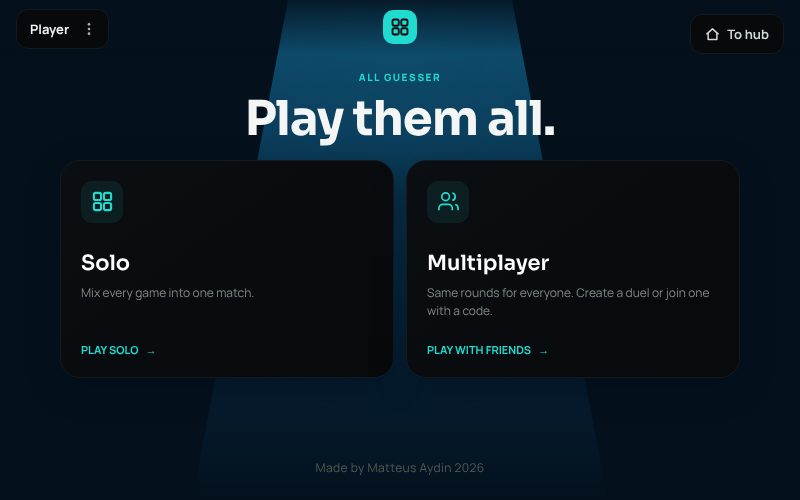 Player
To hub
ALL GUESSER
Play them all.
Solo
Mix every game into one match.
PLAY SOLO →
Multiplayer
Same rounds for everyone. Create a duel or join one
with a code.
PLAY WITH FRIENDS →
Made by Matteus Aydin 2026